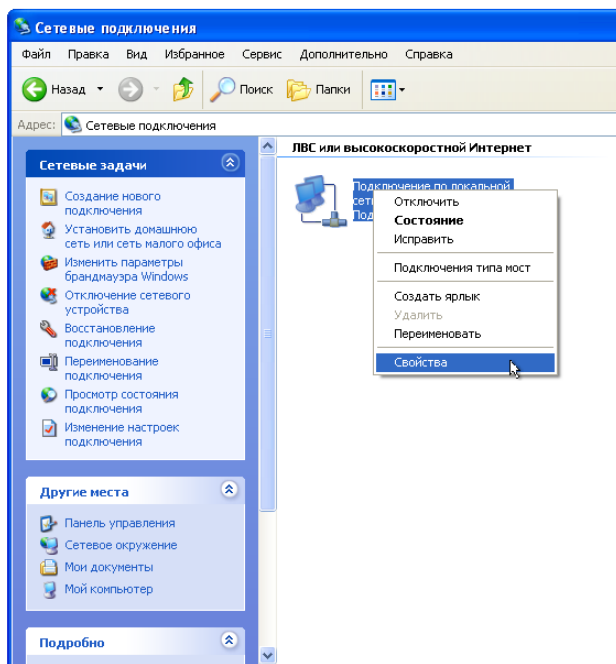 Сетевые подключения
Файл Правка Вид Избранное Сервис Дополнительно Справка
Назад Поиск Папки
Адрес: Сетевые подключения
Сетевые задачи
Создание нового
подключения
Установить домашнюю
сеть или сеть малого офиса
Изменить параметры
брандмауэра Windows
Отключение сетевого
устройства
Восстановление
подключения
Переименование
подключения
Просмотр состояния
подключения
Изменение настроек
подключения
Другие места
Панель управления
Сетевое окружение
Мои документы
Мой компьютер
Подробно
ЛВС или высокоскоростной Интернет
Подключение по локальной
Отключить
Состояние
Исправить
Подключения типа мост
Создать ярлык
Удалить
Переименовать
Свойства